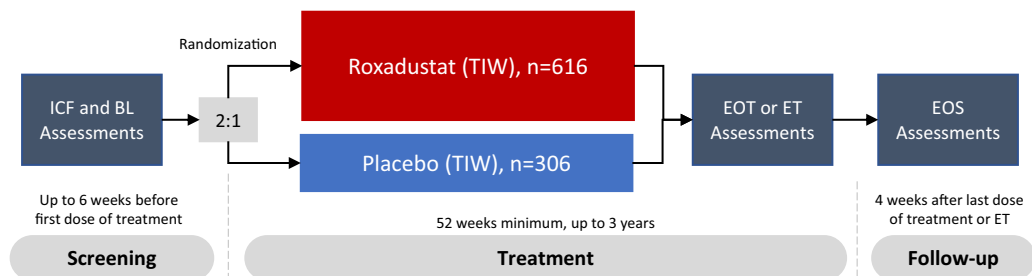 Randomization
Roxadustat (TIW), n=616
ICF and BL
Assessments
2:1
EOT or ET
Assessments
EOS
Assessments
Placebo (TIW), n=306
Up to 6 weeks before
first dose of treatment
52 weeks minimum, up to 3 years
4 weeks after last dose
of treatment or ET
Screening
Treatment
Follow-up